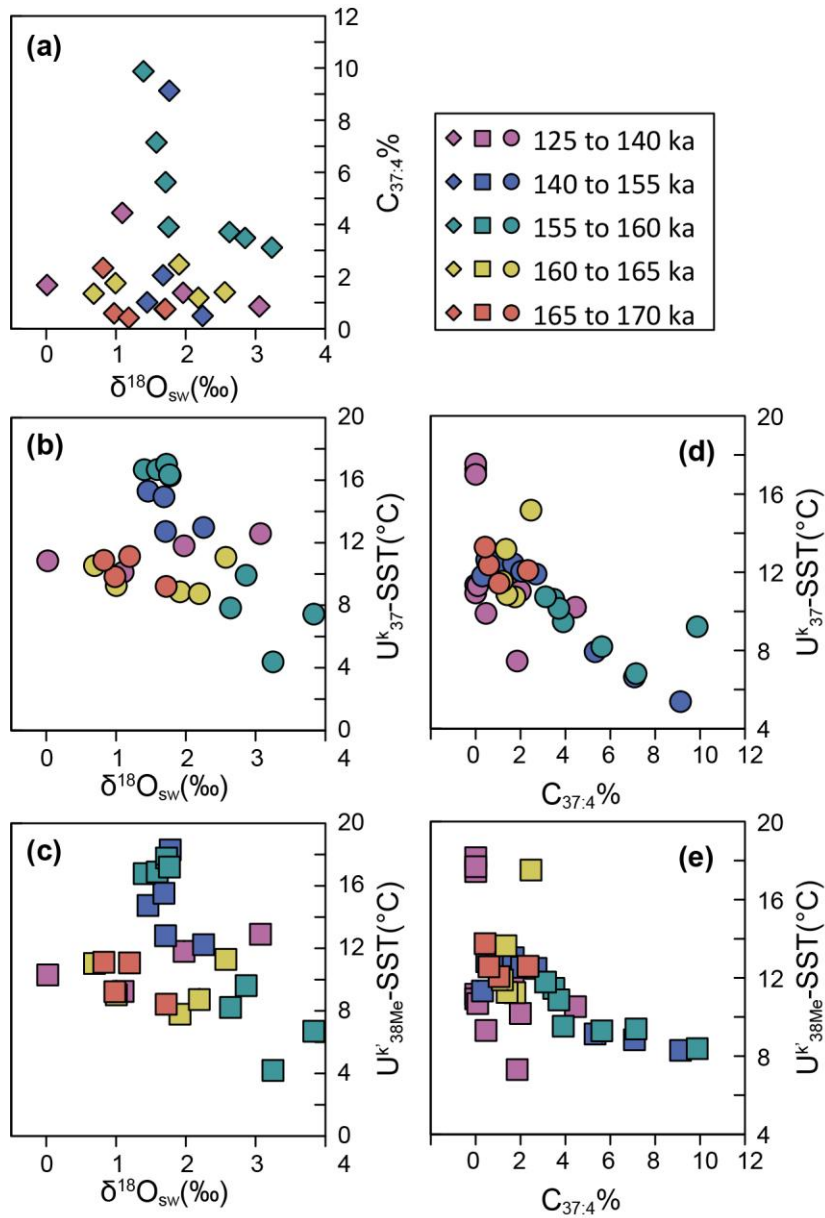 (a)
12
10
8
6
4
2
0
C37:4%
0 1 2 3 4
δ18Osw(‰)
125 to 140 ka
140 to 155 ka
155 to 160 ka
160 to 165 ka
165 to 170 ka
(b)
20
16
12
8
4
0
Uk37-SST(°C)
0 1 2 3 4
δ18Osw(‰)
(d)
20
16
12
8
4
Uk37-SST(°C)
0 2 4 6 8 10 12
C37:4%
(c)
20
16
12
8
4
0
Uk'38Me-SST(°C)
0 1 2 3 4
δ18Osw(‰)
(e)
20
16
12
8
4
Uk'38Me-SST(°C)
0 2 4 6 8 10 12
C37:4%